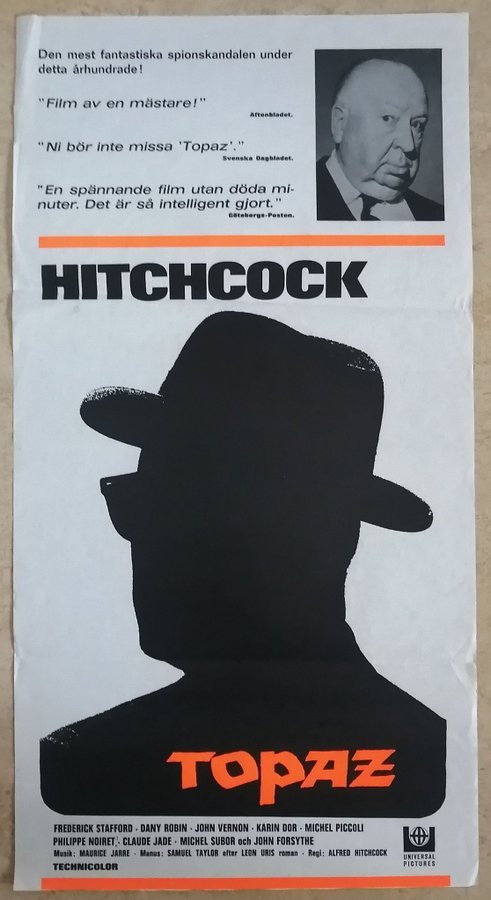 Den mest fantastiska spionskandalen under
detta århundrade!
"Film av en mästare!"
Aftonbladet.
"Ni bör inte missa 'Topaz'."
Svenska Dagbladet.
"En spännande film utan döda mi-
nuter. Det är så intelligent gjort."
Göteborgs-Posten.
HITCHCOCK
TOPAZ
FREDERICK STAFFORD · DANY ROBIN · JOHN VERNON · KARIN DOR · MICHEL PICCOLI
PHILIPPE NOIRET · CLAUDE JADE · MICHEL SUBOR och JOHN FORSYTHE
Musik: MAURICE JARRE · Manus: SAMUEL TAYLOR efter LEON URIS roman · Regi: ALFRED HITCHCOCK
TECHNICOLOR
UNIVERSAL
PICTURES